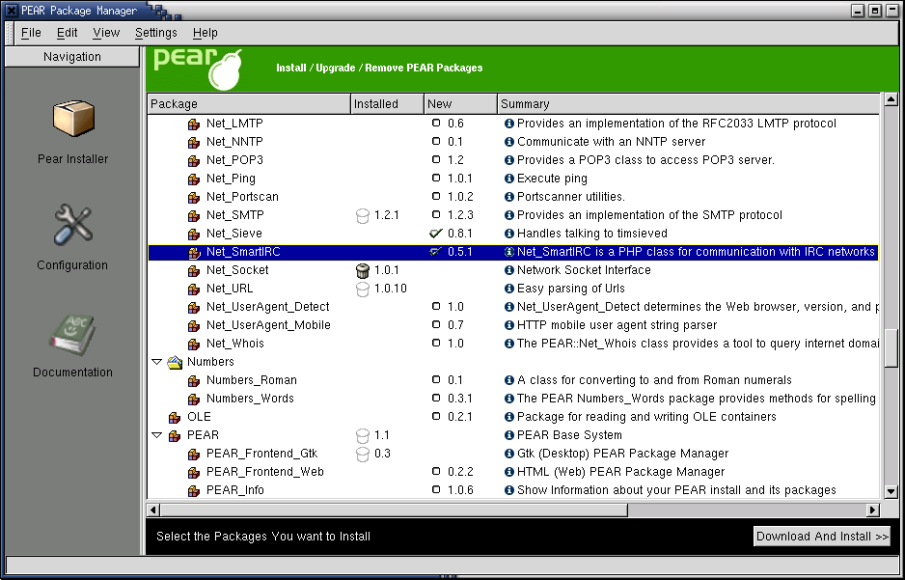 PEAR Package Manager
File Edit View Settings Help
Navigation
Pear Installer
Configuration
ABC
Documentation
pear
Install / Upgrade / Remove PEAR Packages
Package Installed New Summary
Net_LMTP 0.6 Provides an implementation of the RFC2033 LMTP protocol
Net_NNTP 0.1 Communicate with an NNTP server
Net_POP3 1.2 Provides a POP3 class to access POP3 server.
Net_Ping 1.0.1 Execute ping
Net_Portscan 1.0.2 Portscanner utilities.
Net_SMTP 1.2.1 1.2.3 Provides an implementation of the SMTP protocol
Net_Sieve 0.8.1 Handles talking to timsieved
Net_SmartIRC 0.5.1 Net_SmartIRC is a PHP class for communication with IRC networks
Net_Socket 1.0.1 Network Socket Interface
Net_URL 1.0.10 Easy parsing of Urls
Net_UserAgent_Detect 1.0 Net_UserAgent_Detect determines the Web browser, version, and p
Net_UserAgent_Mobile 0.7 HTTP mobile user agent string parser
Net_Whois 1.0 The PEAR::Net_Whois class provides a tool to query internet domai
Numbers
Numbers_Roman 0.1 A class for converting to and from Roman numerals
Numbers_Words 0.3.1 The PEAR Numbers_Words package provides methods for spelling
OLE 0.2.1 Package for reading and writing OLE containers
PEAR 1.1 PEAR Base System
PEAR_Frontend_Gtk 0.3 Gtk (Desktop) PEAR Package Manager
PEAR_Frontend_Web 0.2.2 HTML (Web) PEAR Package Manager
PEAR_Info 1.0.6 Show Information about your PEAR install and its packages
Select the Packages You want to Install
Download And Install >>